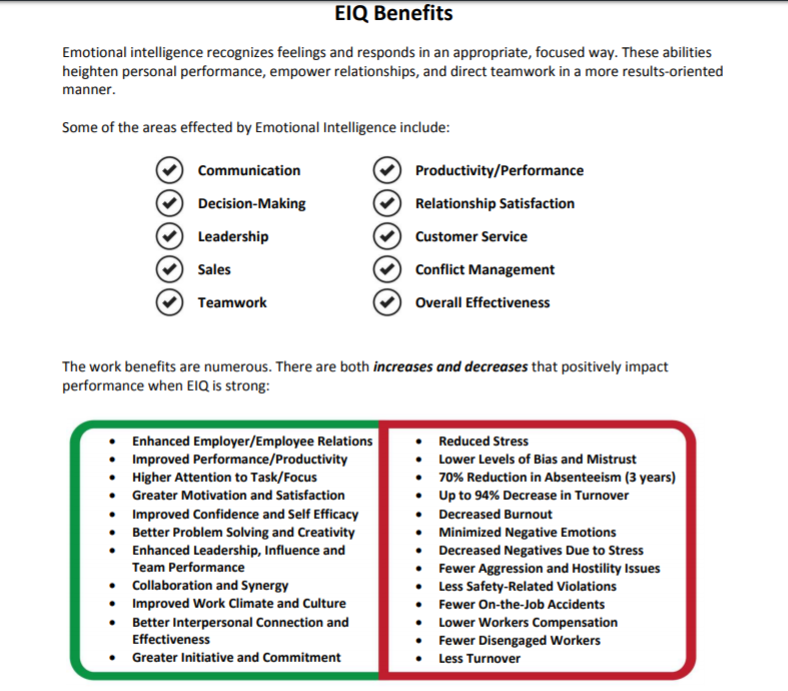 EIQ Benefits
Emotional intelligence recognizes feelings and responds in an appropriate, focused way. These abilities
heighten personal performance, empower relationships, and direct teamwork in a more results-oriented
manner.
Some of the areas effected by Emotional Intelligence include:
Communication
Decision-Making
Leadership
Sales
Teamwork
Productivity/Performance
Relationship Satisfaction
Customer Service
Conflict Management
Overall Effectiveness
The work benefits are numerous. There are both increases and decreases that positively impact
performance when EIQ is strong:
• Enhanced Employer/Employee Relations
• Improved Performance/Productivity
• Higher Attention to Task/Focus
• Greater Motivation and Satisfaction
• Improved Confidence and Self Efficacy
• Better Problem Solving and Creativity
• Enhanced Leadership, Influence and
Team Performance
• Collaboration and Synergy
• Improved Work Climate and Culture
• Better Interpersonal Connection and
Effectiveness
• Greater Initiative and Commitment
• Reduced Stress
• Lower Levels of Bias and Mistrust
• 70% Reduction in Absenteeism (3 years)
• Up to 94% Decrease in Turnover
• Decreased Burnout
• Minimized Negative Emotions
• Decreased Negatives Due to Stress
• Fewer Aggression and Hostility Issues
• Less Safety-Related Violations
• Fewer On-the-Job Accidents
• Lower Workers Compensation
• Fewer Disengaged Workers
• Less Turnover